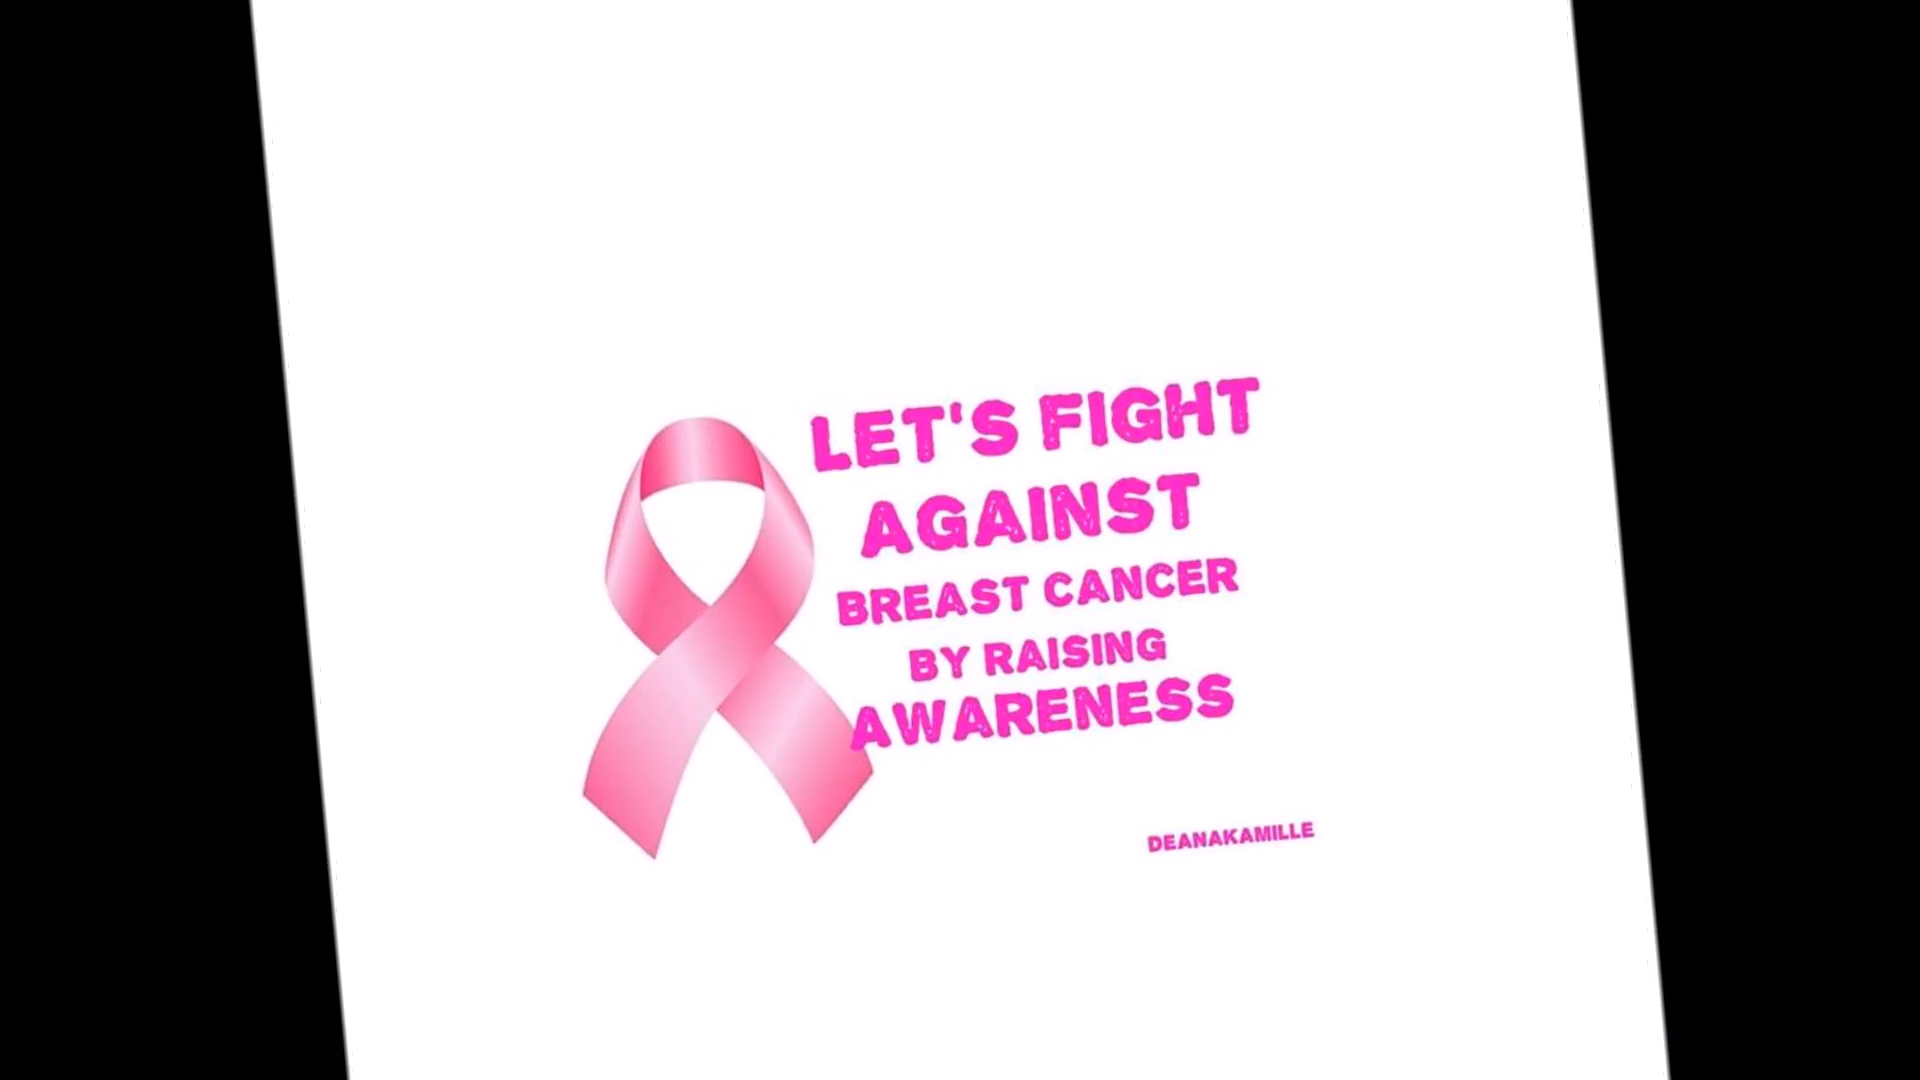 LET'S FIGHT
AGAINST
BREAST CANCER
BY RAISING
AWARENESS
DEANAKAMILLE